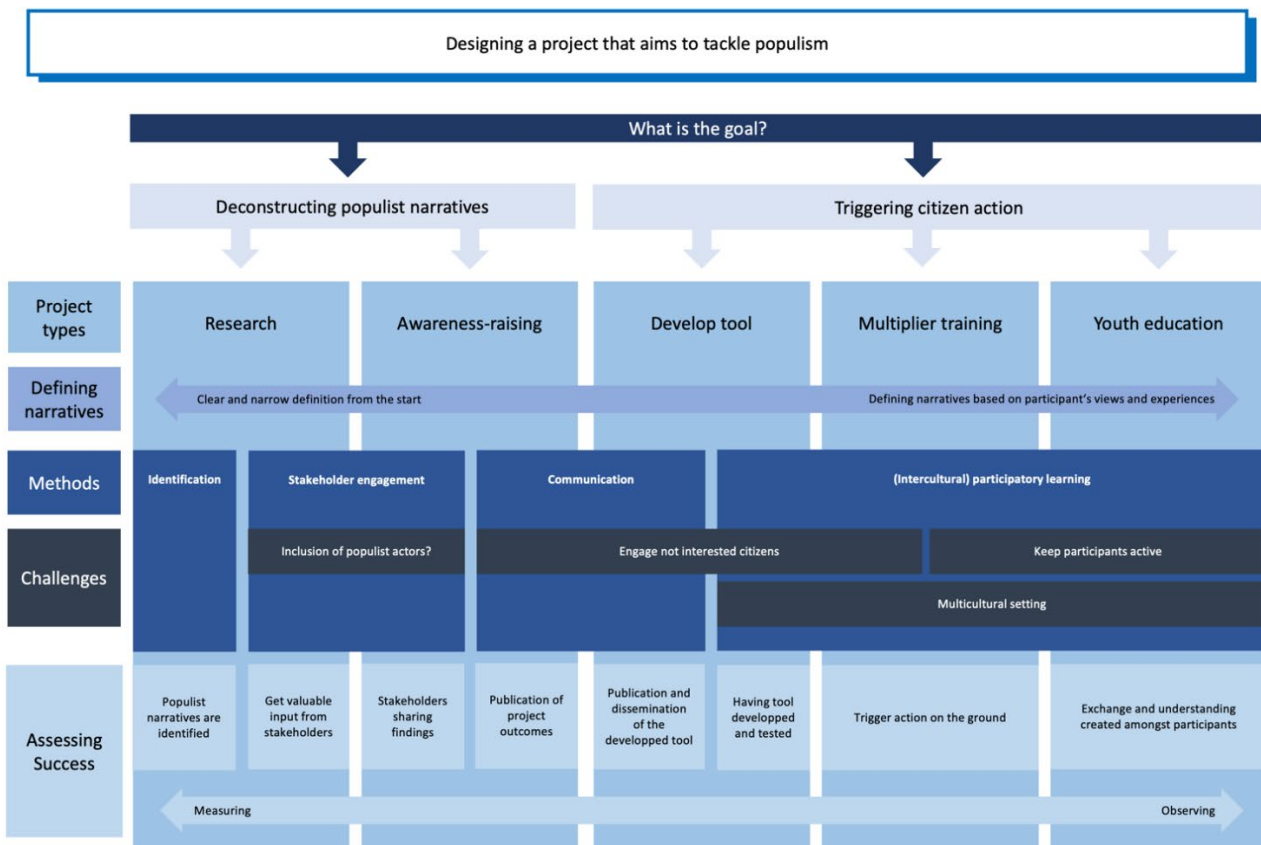 Designing a project that aims to tackle populism
What is the goal?
Deconstructing populist narratives
Triggering citizen action
Project
types
Research
Awareness-raising
Develop tool
Multiplier training
Youth education
Defining
narratives
Clear and narrow definition from the start
Defining narratives based on participant's views and experiences
Methods
Identification
Stakeholder engagement
Communication
(Intercultural) participatory learning
Challenges
Inclusion of populist actors?
Engage not interested citizens
Keep participants active
Multicultural setting
Assessing
Success
Populist
narratives are
identified
Get valuable
input from
stakeholders
Stakeholders
sharing
findings
Publication of
project
outcomes
Publication and
dissemination
of the
developped tool
Having tool
developped
and tested
Trigger action on the ground
Exchange and understanding
created amongst participants
Measuring
Observing